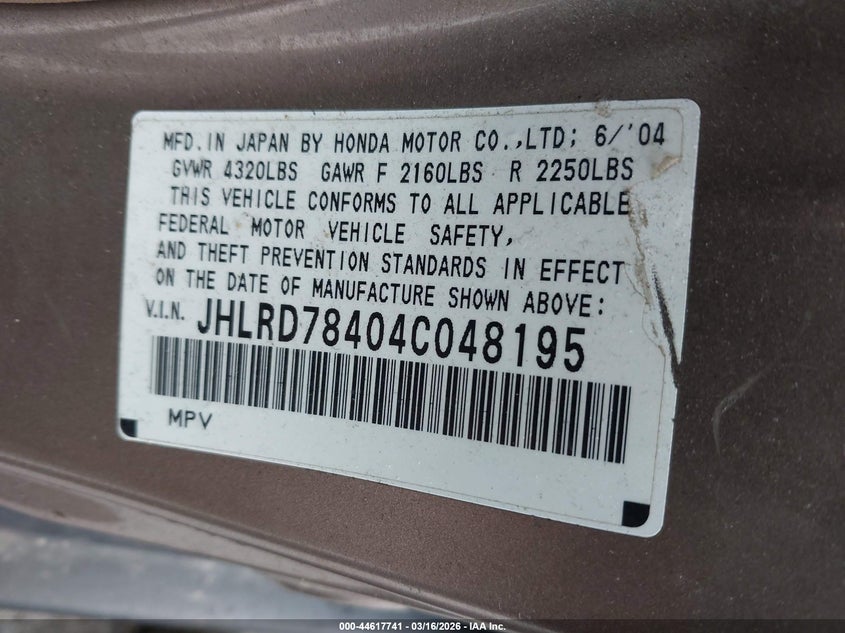 MFD. IN JAPAN BY HONDA MOTOR CO.,LTD; 6/'04
GVWR 4320LBS GAWR F 2160LBS R 2250LBS
THIS VEHICLE CONFORMS TO ALL APPLICABLE
FEDERAL MOTOR VEHICLE SAFETY,
AND THEFT PREVENTION STANDARDS IN EFFECT
ON THE DATE OF MANUFACTURE SHOWN ABOVE:
V.I.N. JHLRD78404C048195
MPV
000-44617741 - 03/16/2026 - IAA Inc.